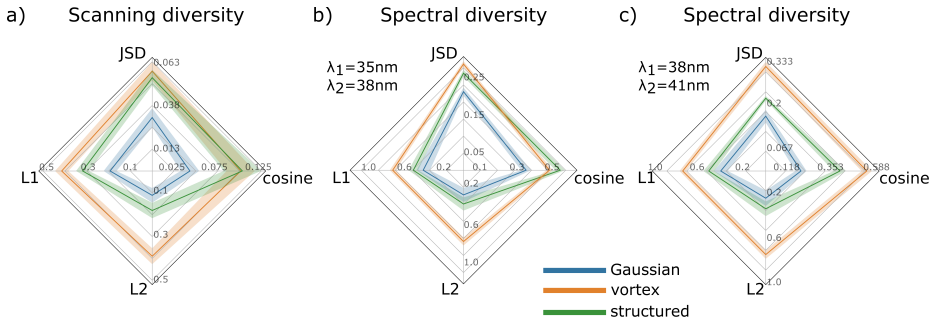 a) Scanning diversity
JSD
0.063
0.038
0.013
0.5 0.3 0.1 0.025 0.075 0.125
L1 cosine
0.1
0.3
0.5
L2
b) Spectral diversity
JSD
λ1=35nm
λ2=38nm
0.25
0.15
0.05
1.0 0.6 0.2 0.3 0.5
L1 cosine
0.2
0.6
1.0
L2
c) Spectral diversity
JSD
λ1=38nm
λ2=41nm
0.333
0.2
0.067
1.0 0.6 0.2 0.118 0.353 0.588
L1 cosine
0.2
0.6
1.0
L2
Gaussian
vortex
structured